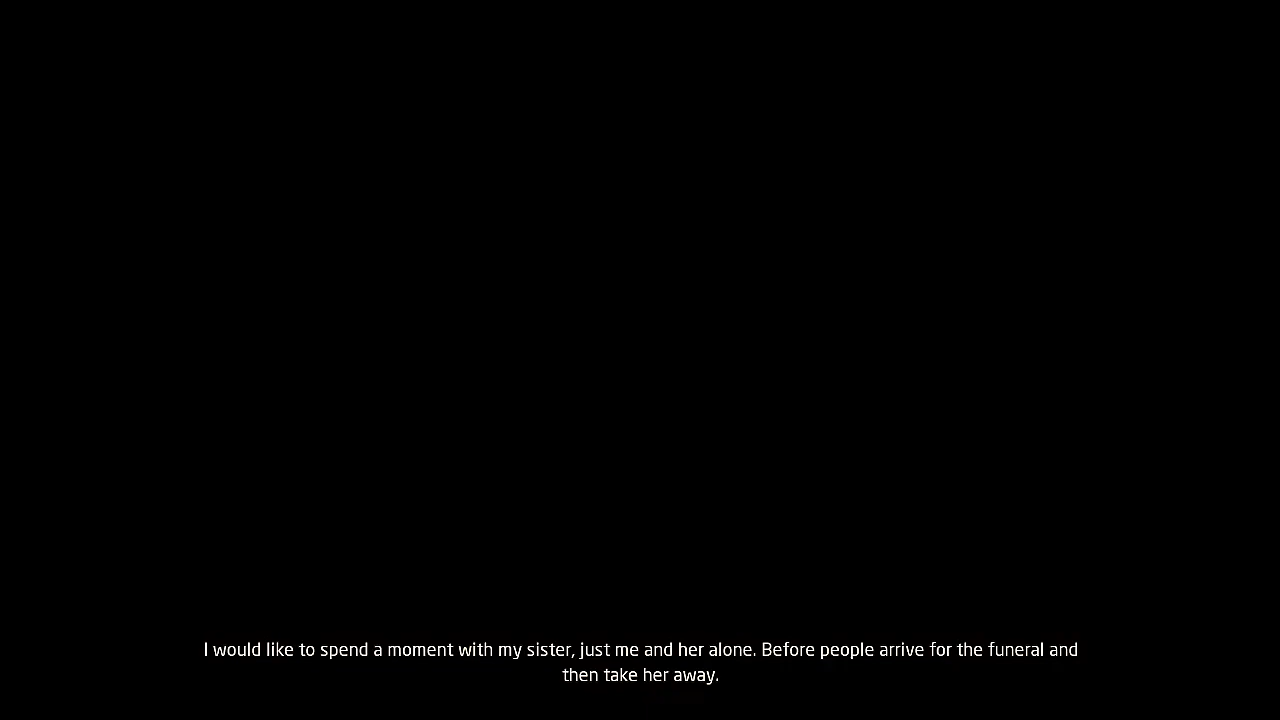 I would like to spend a moment with my sister, just me and her alone. Before people arrive for the funeral and
then take her away.